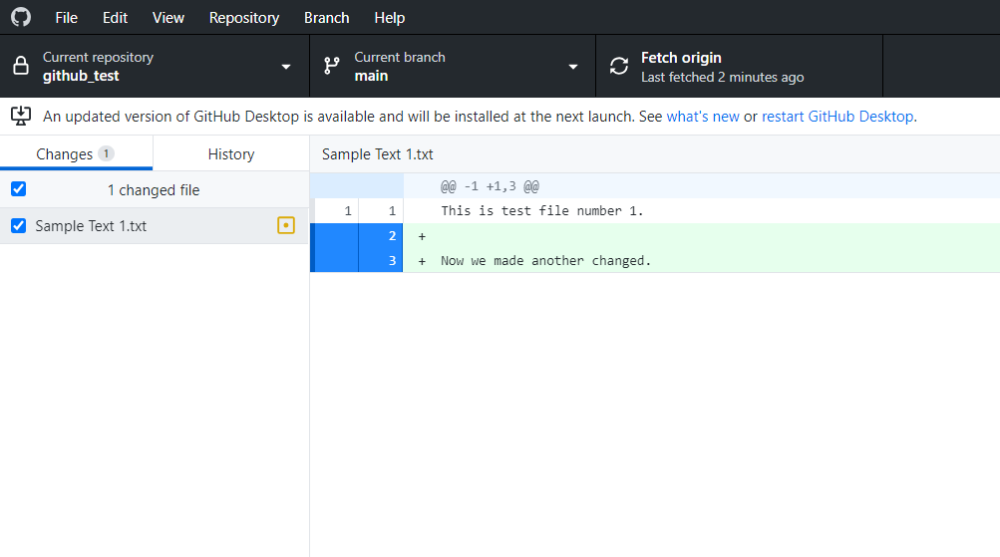 File Edit View Repository Branch Help
Current repository
github_test
Current branch
main
Fetch origin
Last fetched 2 minutes ago
An updated version of GitHub Desktop is available and will be installed at the next launch. See what's new or restart GitHub Desktop.
Changes 1 History
1 changed file
Sample Text 1.txt
Sample Text 1.txt
@@ -1 +1,3 @@
1 1 This is test file number 1.
2 +
3 + Now we made another changed.